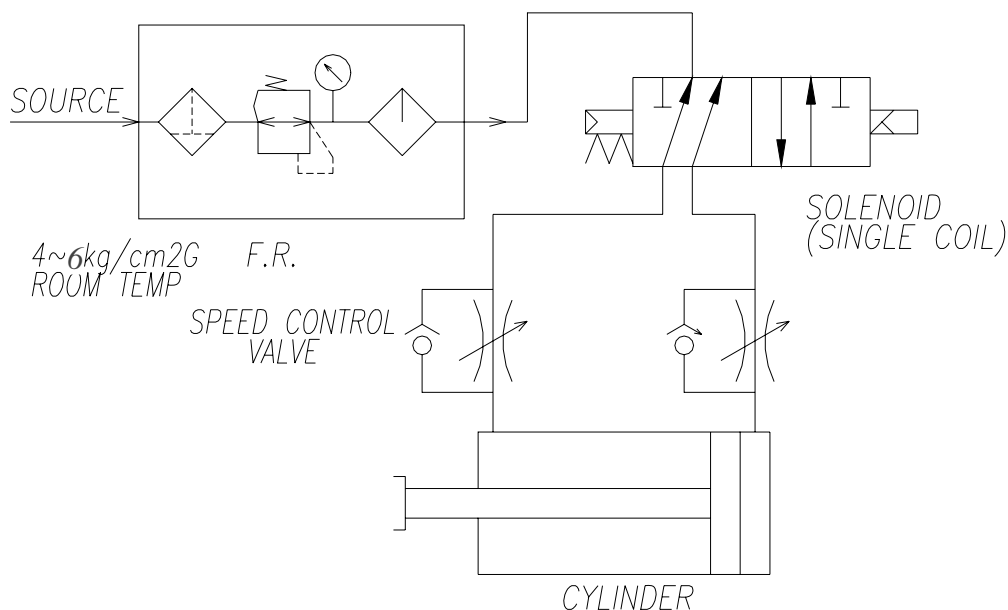 SOURCE
SOLENOID
(SINGLE COIL)
4~6kg/cm2G F.R.
ROOM TEMP
SPEED CONTROL
VALVE
CYLINDER